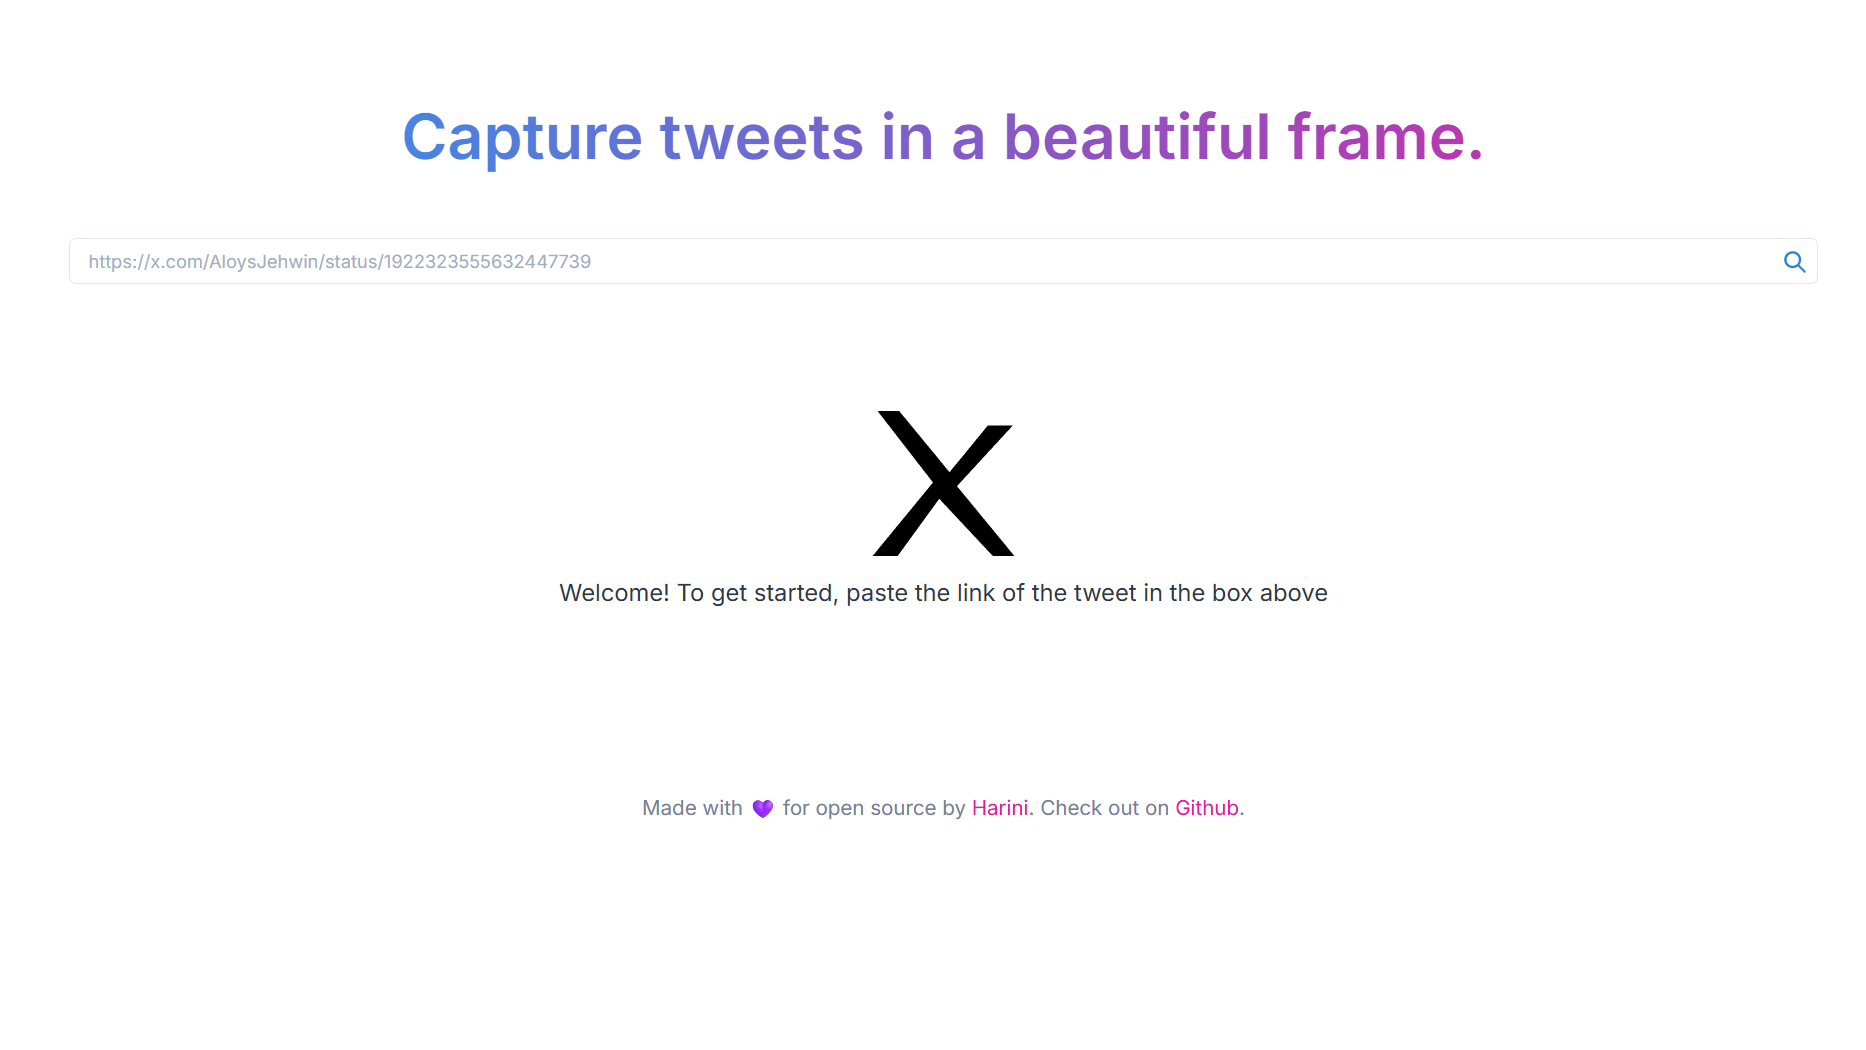 Capture tweets in a beautiful frame.
https://x.com/AloysJehwin/status/1922323555632447739
X
Welcome! To get started, paste the link of the tweet in the box above
Made with 💜 for open source by Harini. Check out on Github.